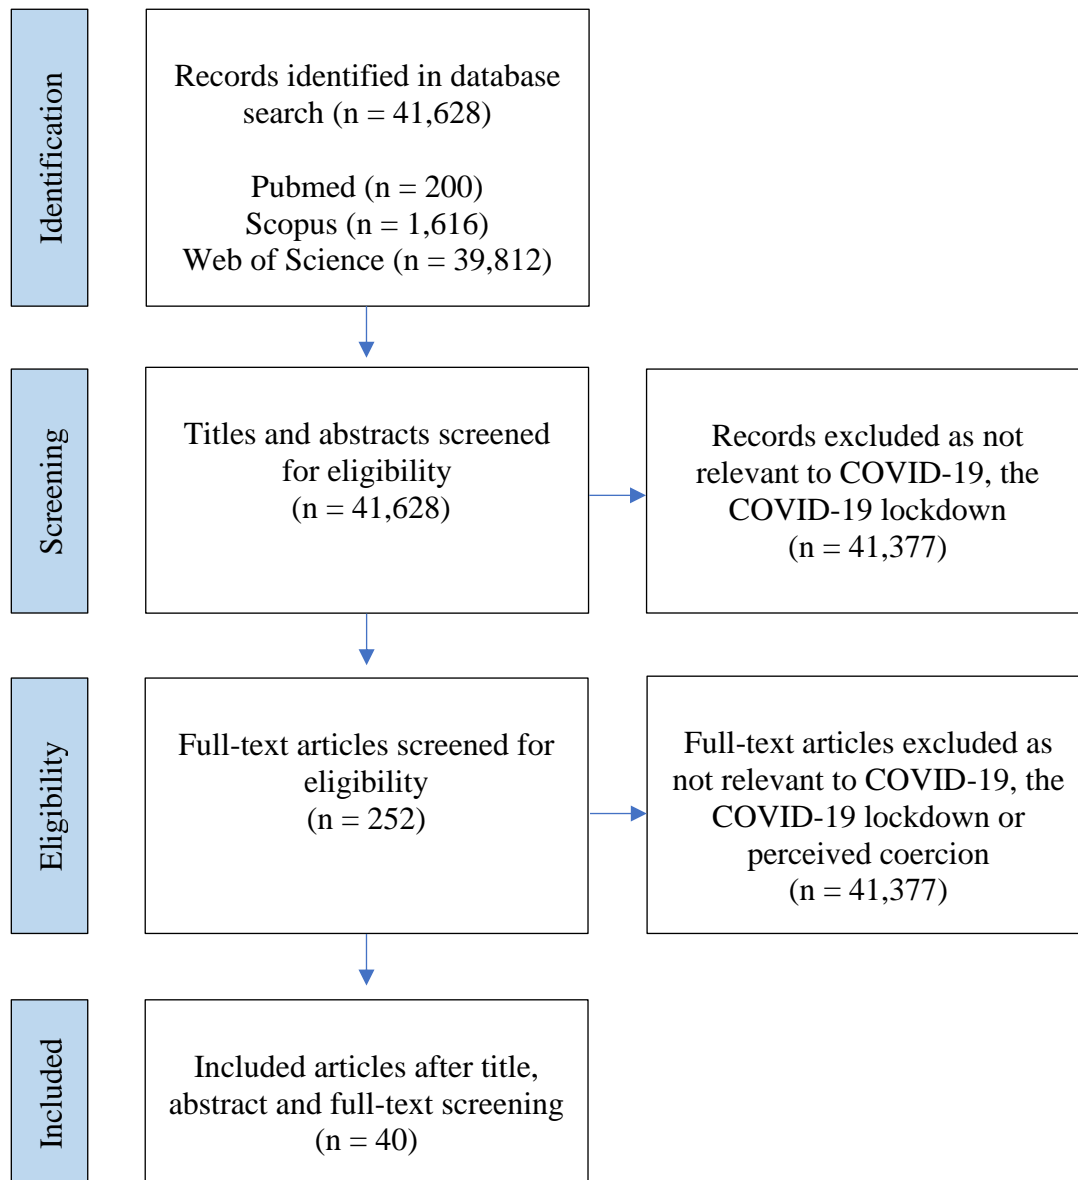 Identification
Records identified in database
search (n = 41,628)
Pubmed (n = 200)
Scopus (n = 1,616)
Web of Science (n = 39,812)
Screening
Titles and abstracts screened
for eligibility
(n = 41,628)
Records excluded as not
relevant to COVID-19, the
COVID-19 lockdown
(n = 41,377)
Eligibility
Full-text articles screened for
eligibility
(n = 252)
Full-text articles excluded as
not relevant to COVID-19, the
COVID-19 lockdown or
perceived coercion
(n = 41,377)
Included
Included articles after title,
abstract and full-text screening
(n = 40)